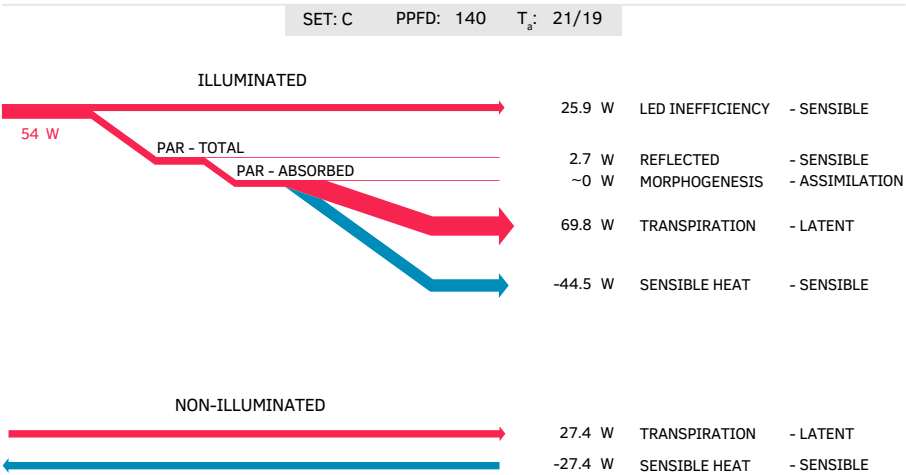 SET: C PPFD: 140 Ta: 21/19
ILLUMINATED
54 W
25.9 W LED INEFFICIENCY - SENSIBLE
PAR - TOTAL
2.7 W REFLECTED - SENSIBLE
PAR - ABSORBED
~0 W MORPHOGENESIS - ASSIMILATION
69.8 W TRANSPIRATION - LATENT
-44.5 W SENSIBLE HEAT - SENSIBLE
NON-ILLUMINATED
27.4 W TRANSPIRATION - LATENT
-27.4 W SENSIBLE HEAT - SENSIBLE